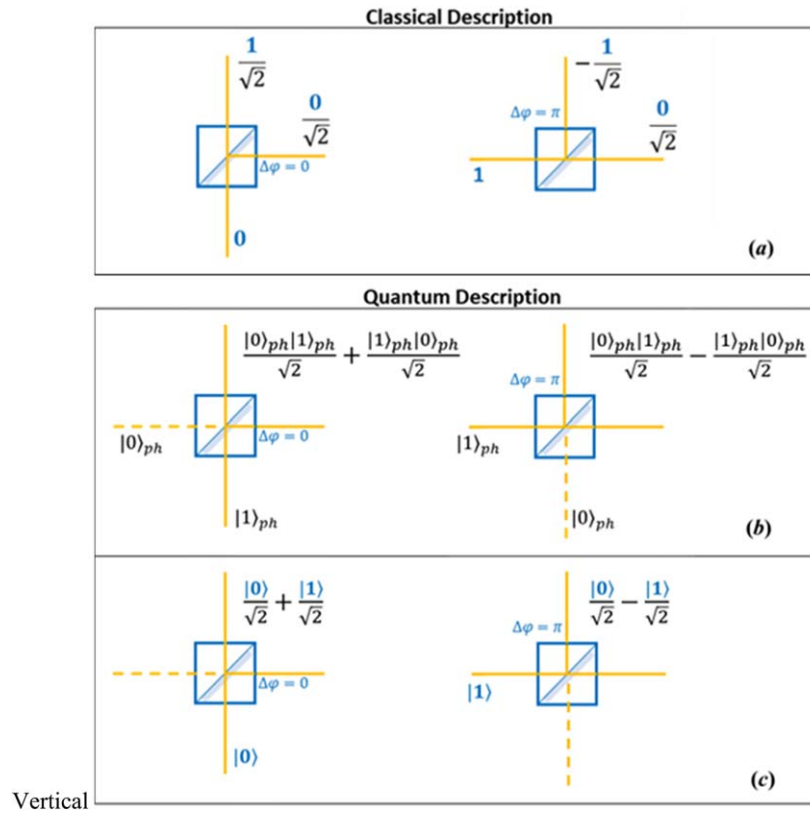 Classical Description
1/√2
0/√2
Δφ = 0
0
−1/√2
Δφ = π
0/√2
1
(a)
Quantum Description
|0⟩ph|1⟩ph/√2 + |1⟩ph|0⟩ph/√2
Δφ = 0
|0⟩ph
|1⟩ph
|0⟩ph|1⟩ph/√2 − |1⟩ph|0⟩ph/√2
Δφ = π
|1⟩ph
|0⟩ph
(b)
|0⟩/√2 + |1⟩/√2
Δφ = 0
|0⟩
|0⟩/√2 − |1⟩/√2
Δφ = π
|1⟩
(c)
Vertical